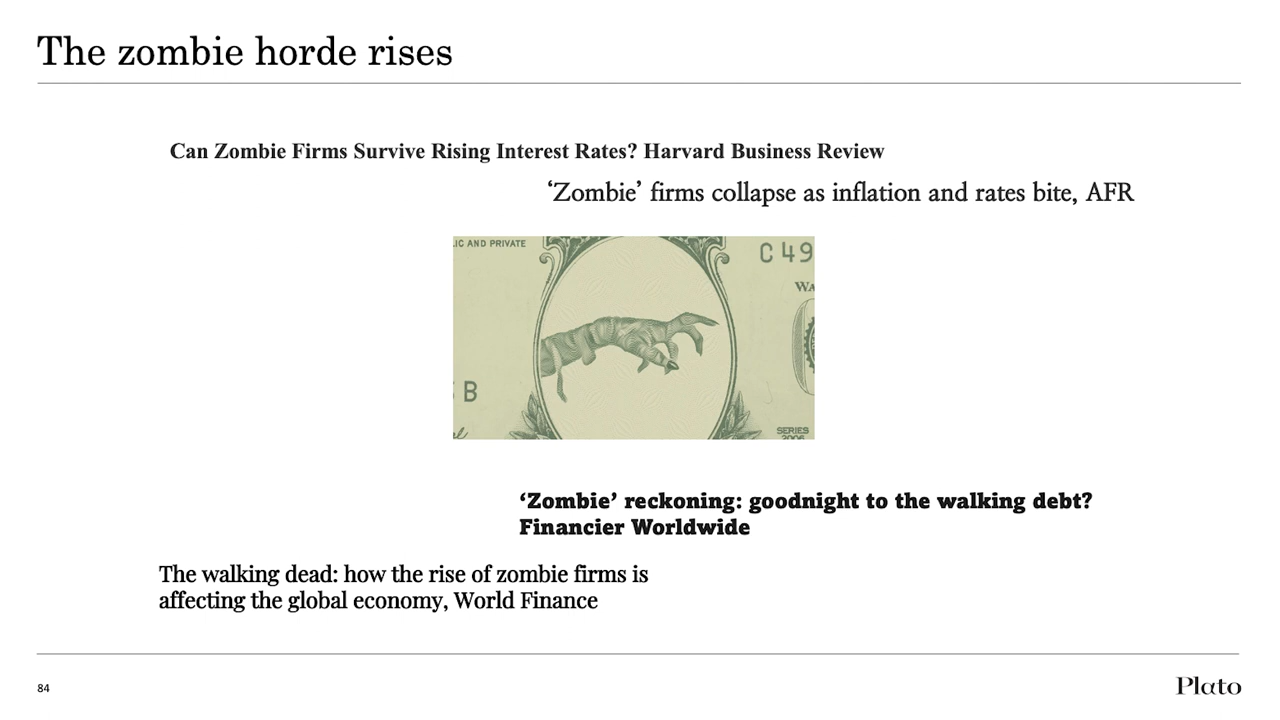 The zombie horde rises
Can Zombie Firms Survive Rising Interest Rates? Harvard Business Review
‘Zombie’ firms collapse as inflation and rates bite, AFR
IC AND PRIVATE
C 49
WA
B
SERIES
2006
‘Zombie’ reckoning: goodnight to the walking debt?
Financier Worldwide
The walking dead: how the rise of zombie firms is
affecting the global economy, World Finance
84
Plato